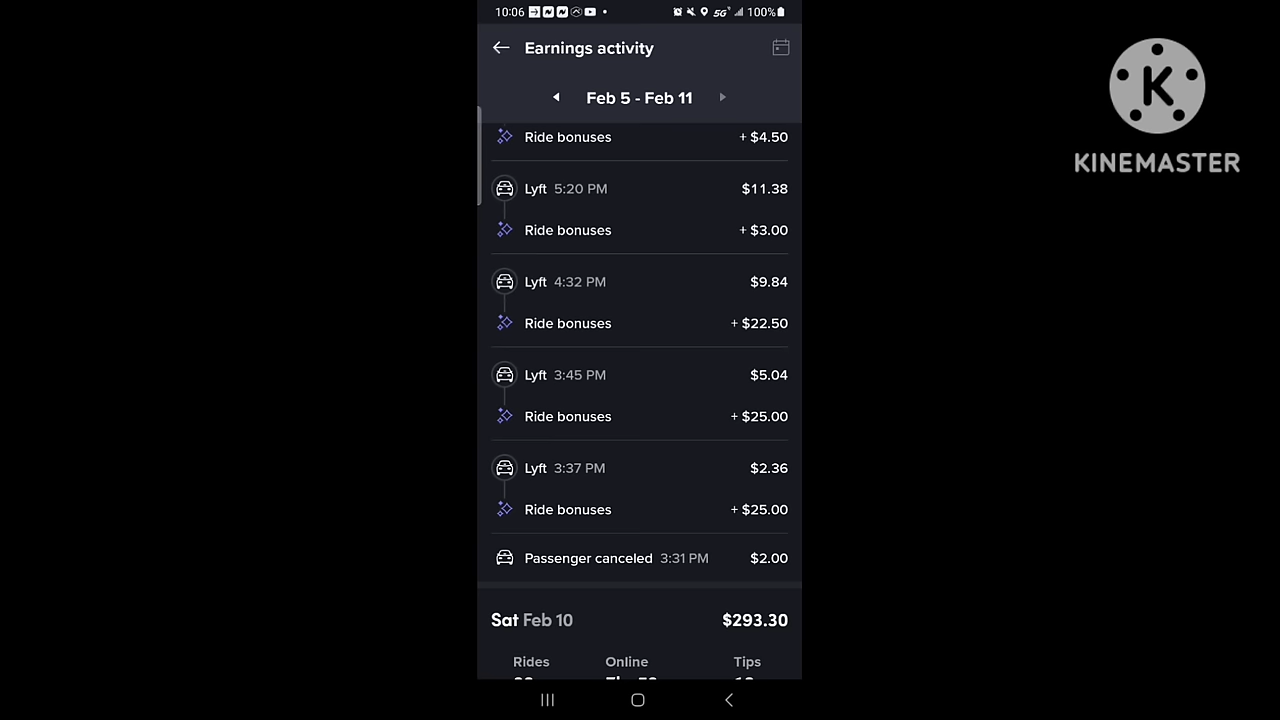 10:06 5G 100%
Earnings activity
Feb 5 - Feb 11
Ride bonuses + $4.50
Lyft 5:20 PM $11.38
Ride bonuses + $3.00
Lyft 4:32 PM $9.84
Ride bonuses + $22.50
Lyft 3:45 PM $5.04
Ride bonuses + $25.00
Lyft 3:37 PM $2.36
Ride bonuses + $25.00
Passenger canceled 3:31 PM $2.00
Sat Feb 10 $293.30
Rides Online Tips
K
KINEMASTER